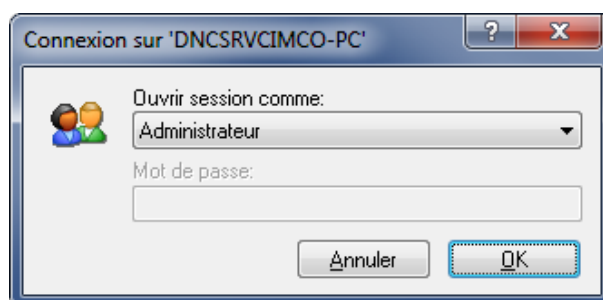 Connexion sur 'DNCSRVCIMCO-PC'
?
Ouvrir session comme:
Administrateur
Mot de passe:
Annuler
OK